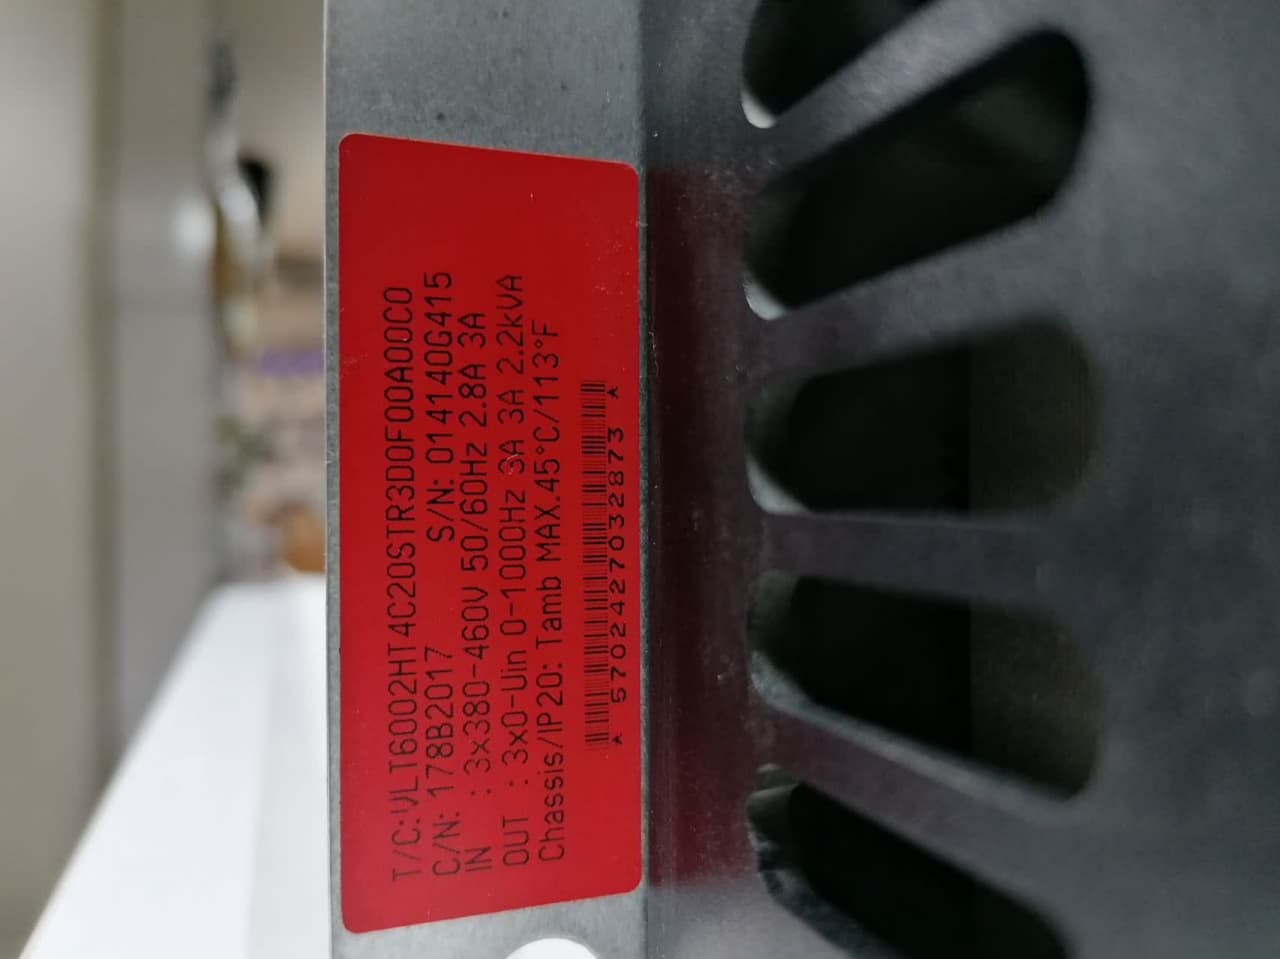 T/C:VLT6002HT4C20STR3D0F00A00C0
C/N: 178B2017 S/N: 014140G415
IN : 3x380-460V 50/60Hz 2.8A 3A
OUT : 3x0-Uin 0-1000Hz 3A 3A 2.2kVA
Chassis/IP20: Tamb MAX.45°C/113°F
* 5702427032873 *